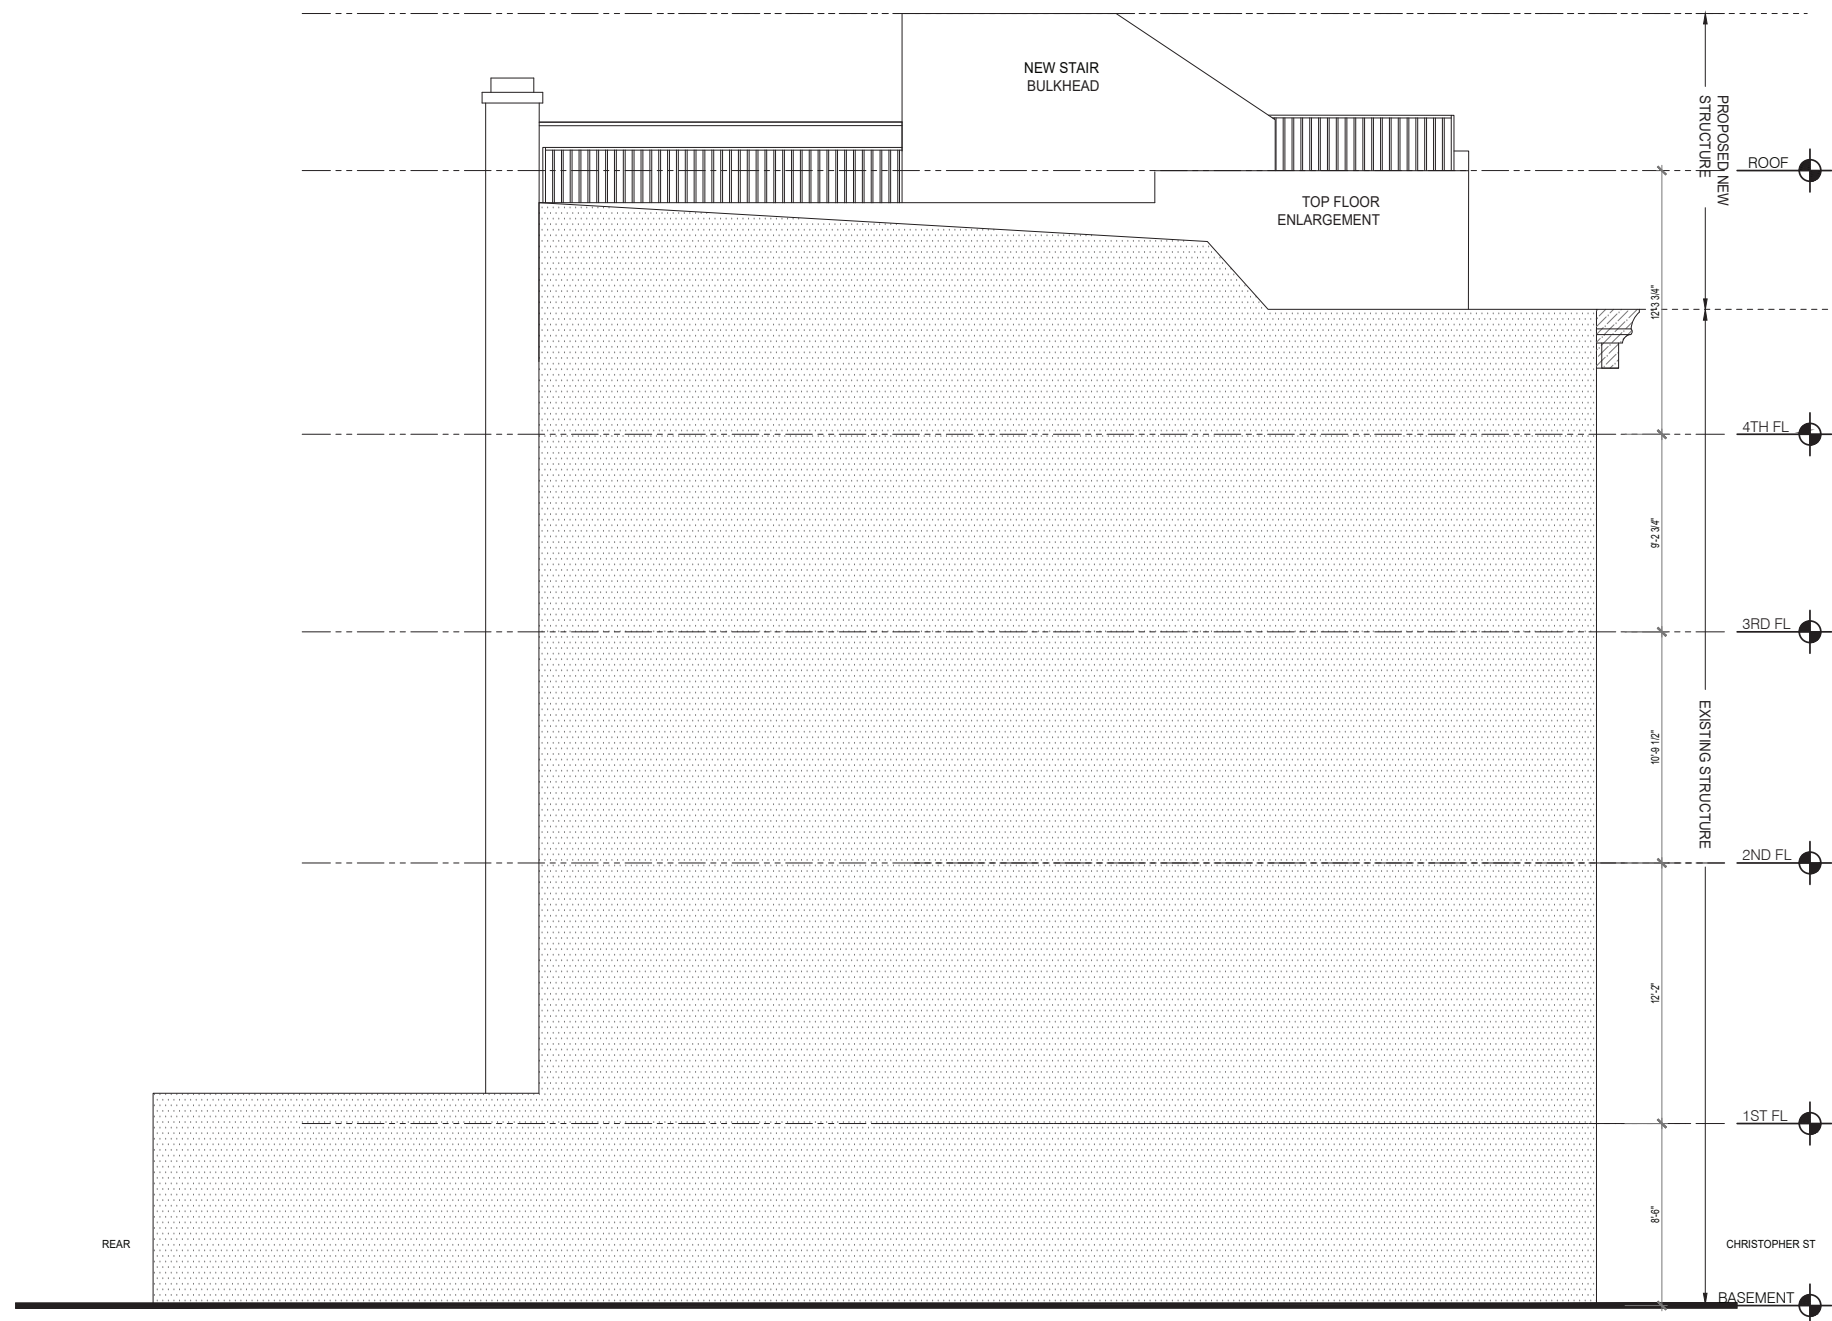 NEW STAIR
BULKHEAD
PROPOSED NEW
STRUCTURE
ROOF
TOP FLOOR
ENLARGEMENT
12'-3 3/4"
4TH FL
9'-2 3/4"
3RD FL
10'-9 1/2"
EXISTING STRUCTURE
2ND FL
12'-2"
1ST FL
8'-6"
REAR
CHRISTOPHER ST
BASEMENT